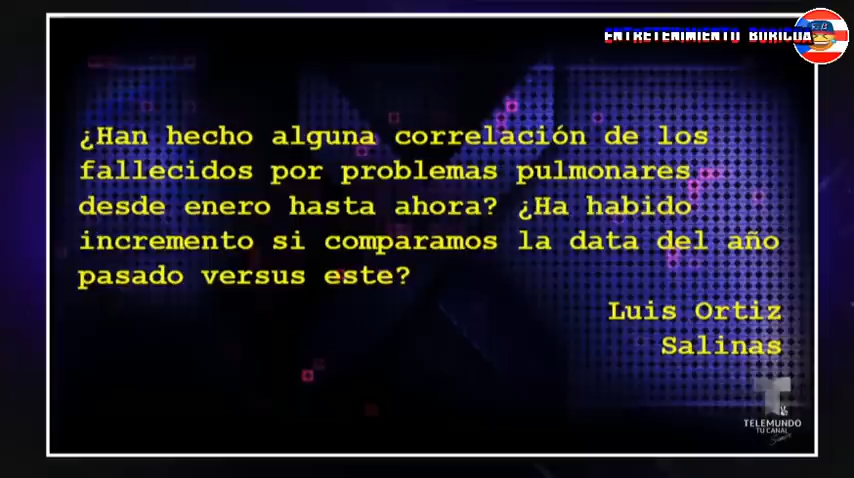 ENTRETENIMIENTO BORICUA
¿Han hecho alguna correlación de los
fallecidos por problemas pulmonares
desde enero hasta ahora? ¿Ha habido
incremento si comparamos la data del año
pasado versus este?
Luis Ortiz
Salinas
TELEMUNDO
TU CANAL